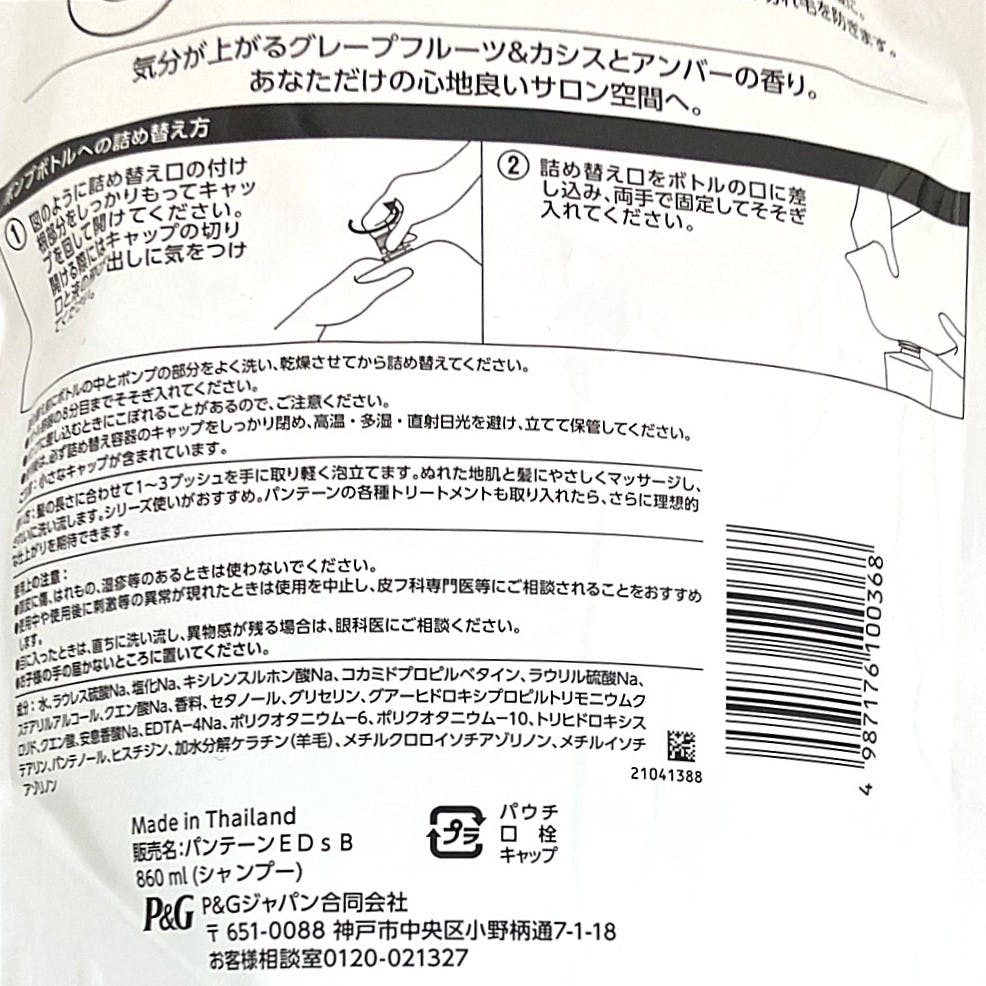 切れ毛を防ぎます。
気分が上がるグレープフルーツ&カシスとアンバーの香り。
あなただけの心地良いサロン空間へ。
ポンプボトルへの詰め替え方
1 図のように詰め替え口の付け
根部分をしっかりもってキャッ
プを回して開けてください。
開ける際にはキャップの切り
口と液の飛び出しに気をつけ
てください。
2 詰め替え口をボトルの口に差
し込み、両手で固定してそそぎ
入れてください。
ボトルの中とポンプの部分をよく洗い、乾燥させてから詰め替えてください。
の8分目までそそぎ入れてください。
に差し込むときにこぼれることがあるので、ご注意ください。
は、必ず詰め替え容器のキャップをしっかり閉め、高温・多湿・直射日光を避け、立てて保管してください。
小さなキャップが含まれています。
髪の長さに合わせて1〜3プッシュを手に取り軽く泡立てます。ぬれた地肌と髪にやさしくマッサージし、
に洗い流します。シリーズ使いがおすすめ。パンテーンの各種トリートメントも取り入れたら、さらに理想的
な仕上がりを期待できます。
使用上の注意:
●頭皮に傷、はれもの、湿疹等のあるときは使わないでください。
●使用中や使用後に刺激等の異常が現れたときは使用を中止し、皮フ科専門医等にご相談されることをおすすめ
します。
●目に入ったときは、直ちに洗い流し、異物感が残る場合は、眼科医にご相談ください。
●お子様の手の届かないところに置いてください。
成分:水、ラウレス硫酸Na、塩化Na、キシレンスルホン酸Na、コカミドプロピルベタイン、ラウリル硫酸Na、
ステアリルアルコール、クエン酸Na、香料、セタノール、グリセリン、グアーヒドロキシプロピルトリモニウムク
ロリド、クエン酸、安息香酸Na、EDTA-4Na、ポリクオタニウム-6、ポリクオタニウム-10、トリヒドロキシス
テアリン、パンテノール、ヒスチジン、加水分解ケラチン(羊毛)、メチルクロロイソチアゾリノン、メチルイソチ
アゾリノン
21041388
4 987176 100368
Made in Thailand
販売名:パンテーンEDsB
860 ml (シャンプー)
プラ
パウチ
口 栓
キャップ
P&G P&Gジャパン合同会社
〒651-0088 神戸市中央区小野柄通7-1-18
お客様相談室0120-021327